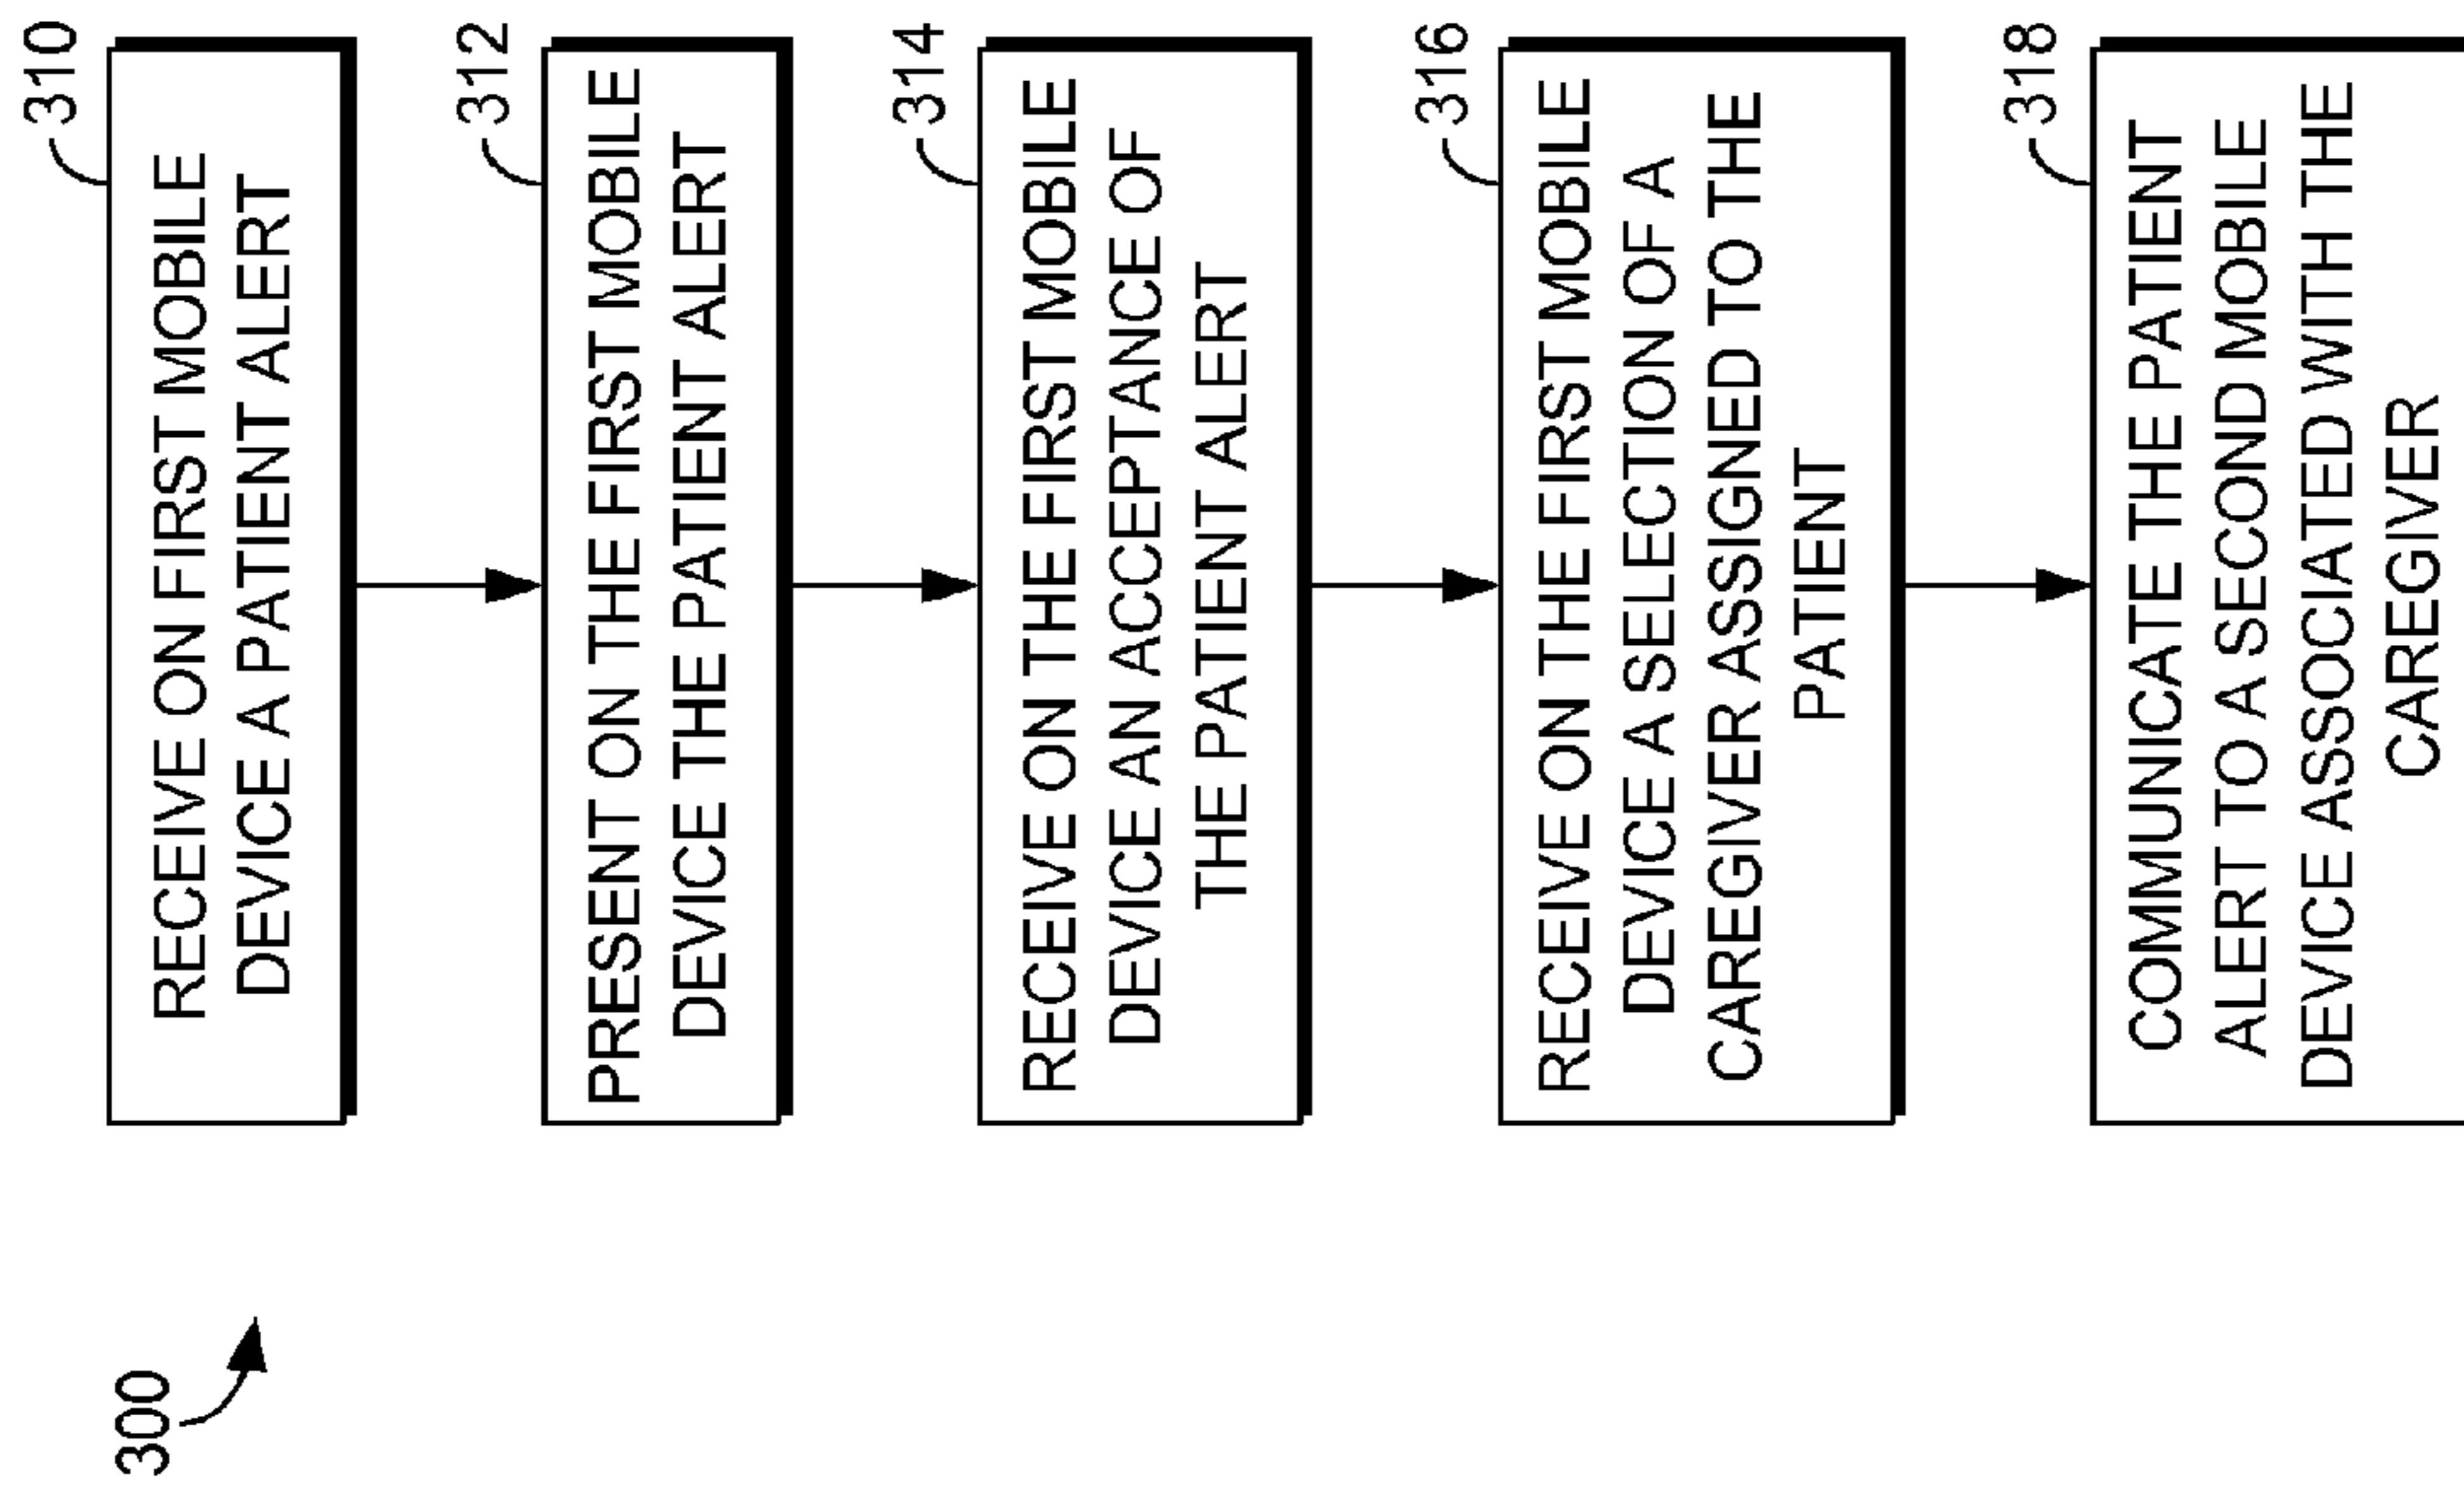 300
310
RECEIVE ON FIRST MOBILE
DEVICE A PATIENT ALERT
312
PRESENT ON THE FIRST MOBILE
DEVICE THE PATIENT ALERT
314
RECEIVE ON THE FIRST MOBILE
DEVICE AN ACCEPTANCE OF
THE PATIENT ALERT
316
RECEIVE ON THE FIRST MOBILE
DEVICE A SELECTION OF A
CAREGIVER ASSIGNED TO THE
PATIENT
318
COMMUNICATE THE PATIENT
ALERT TO A SECOND MOBILE
DEVICE ASSOCIATED WITH THE
CAREGIVER